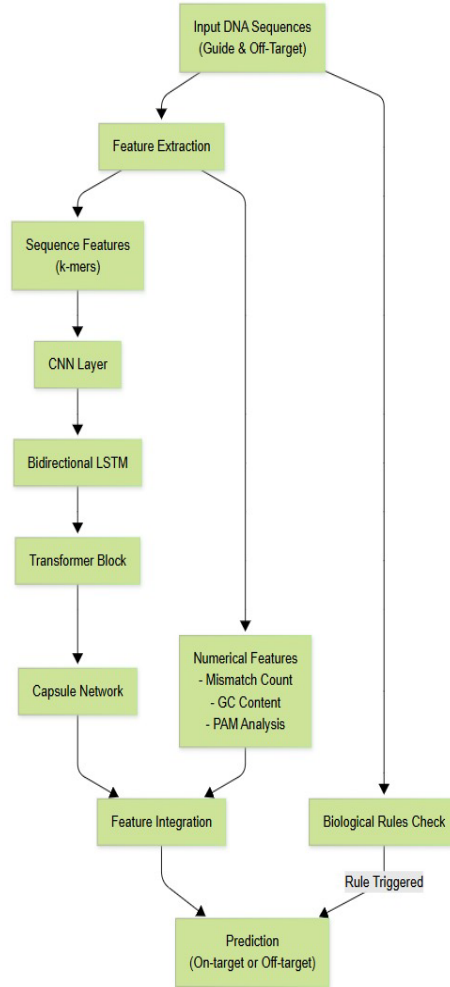 Input DNA Sequences
(Guide & Off-Target)
Feature Extraction
Sequence Features
(k-mers)
CNN Layer
Bidirectional LSTM
Transformer Block
Capsule Network
Numerical Features
- Mismatch Count
- GC Content
- PAM Analysis
Feature Integration
Biological Rules Check
Rule Triggered
Prediction
(On-target or Off-target)